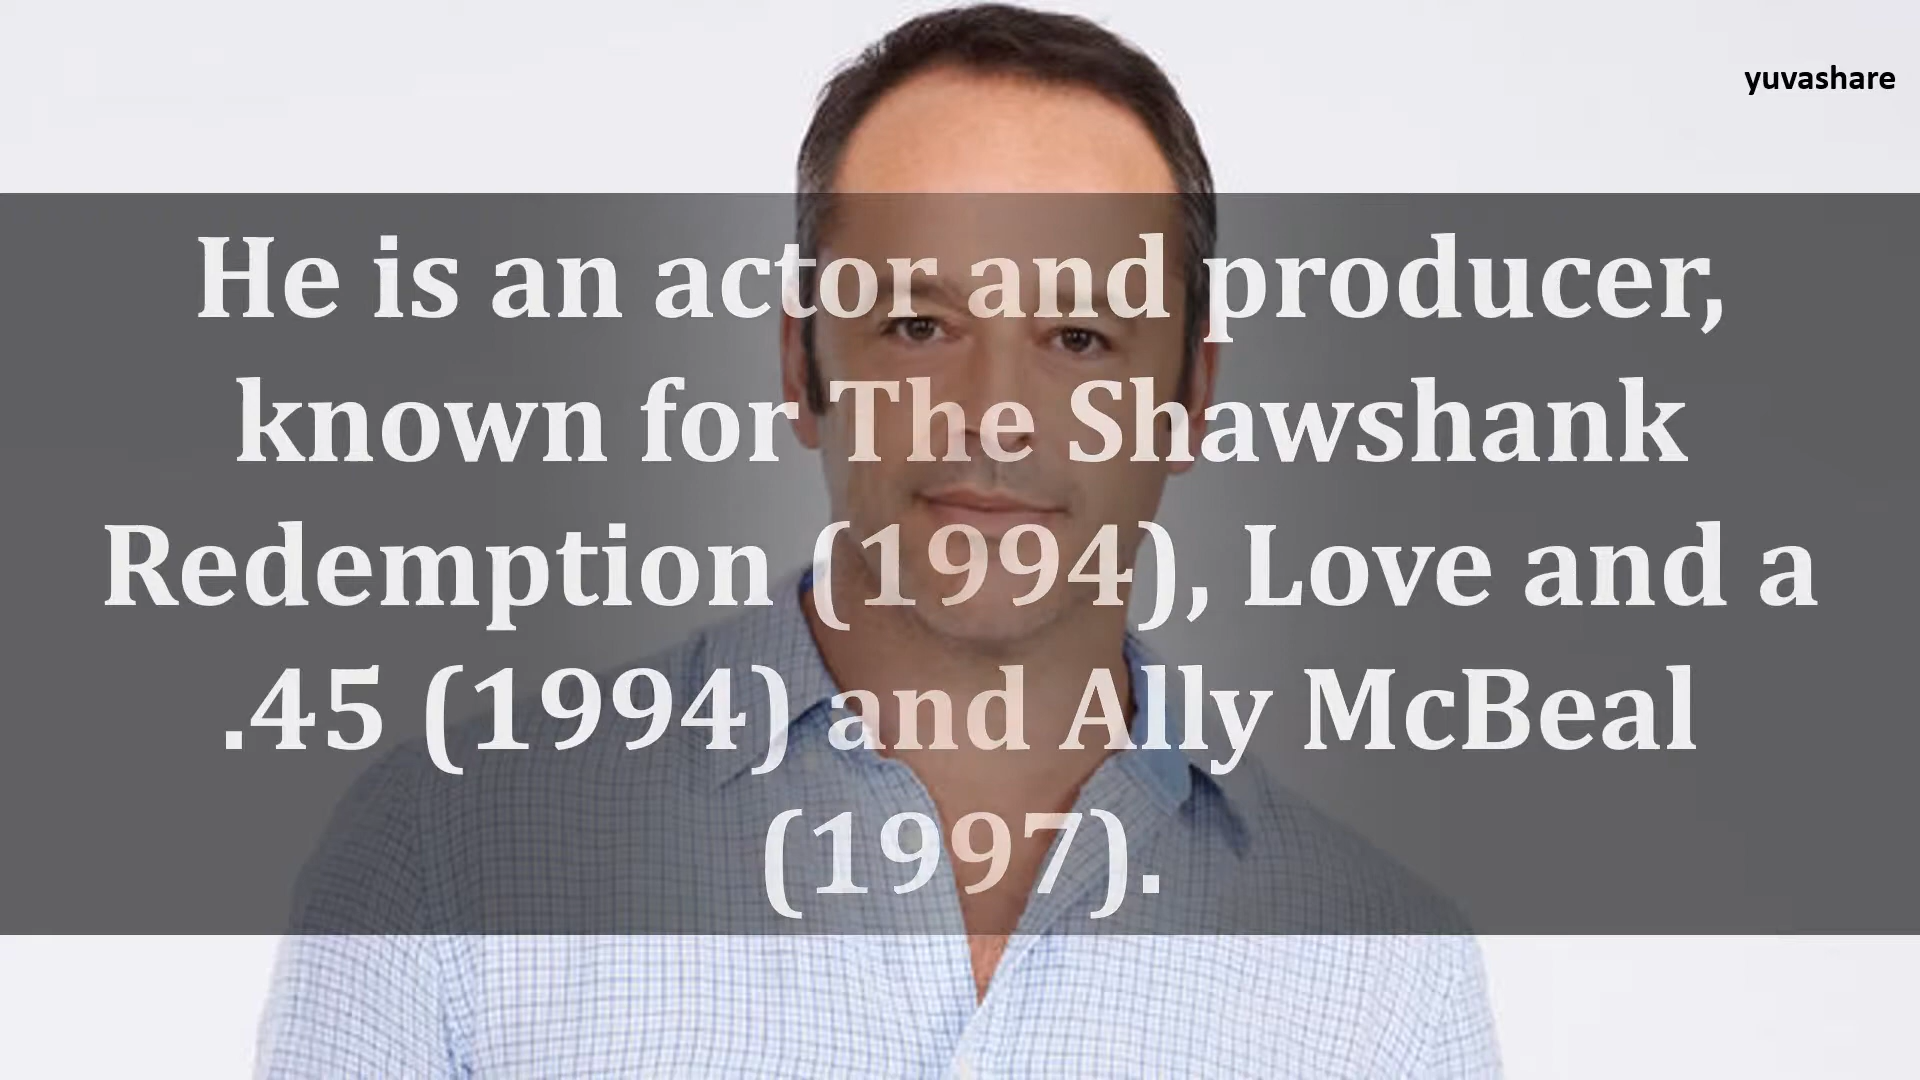 yuvashare
He is an actor and producer,
known for The Shawshank
Redemption (1994), Love and a
.45 (1994) and Ally McBeal
(1997).